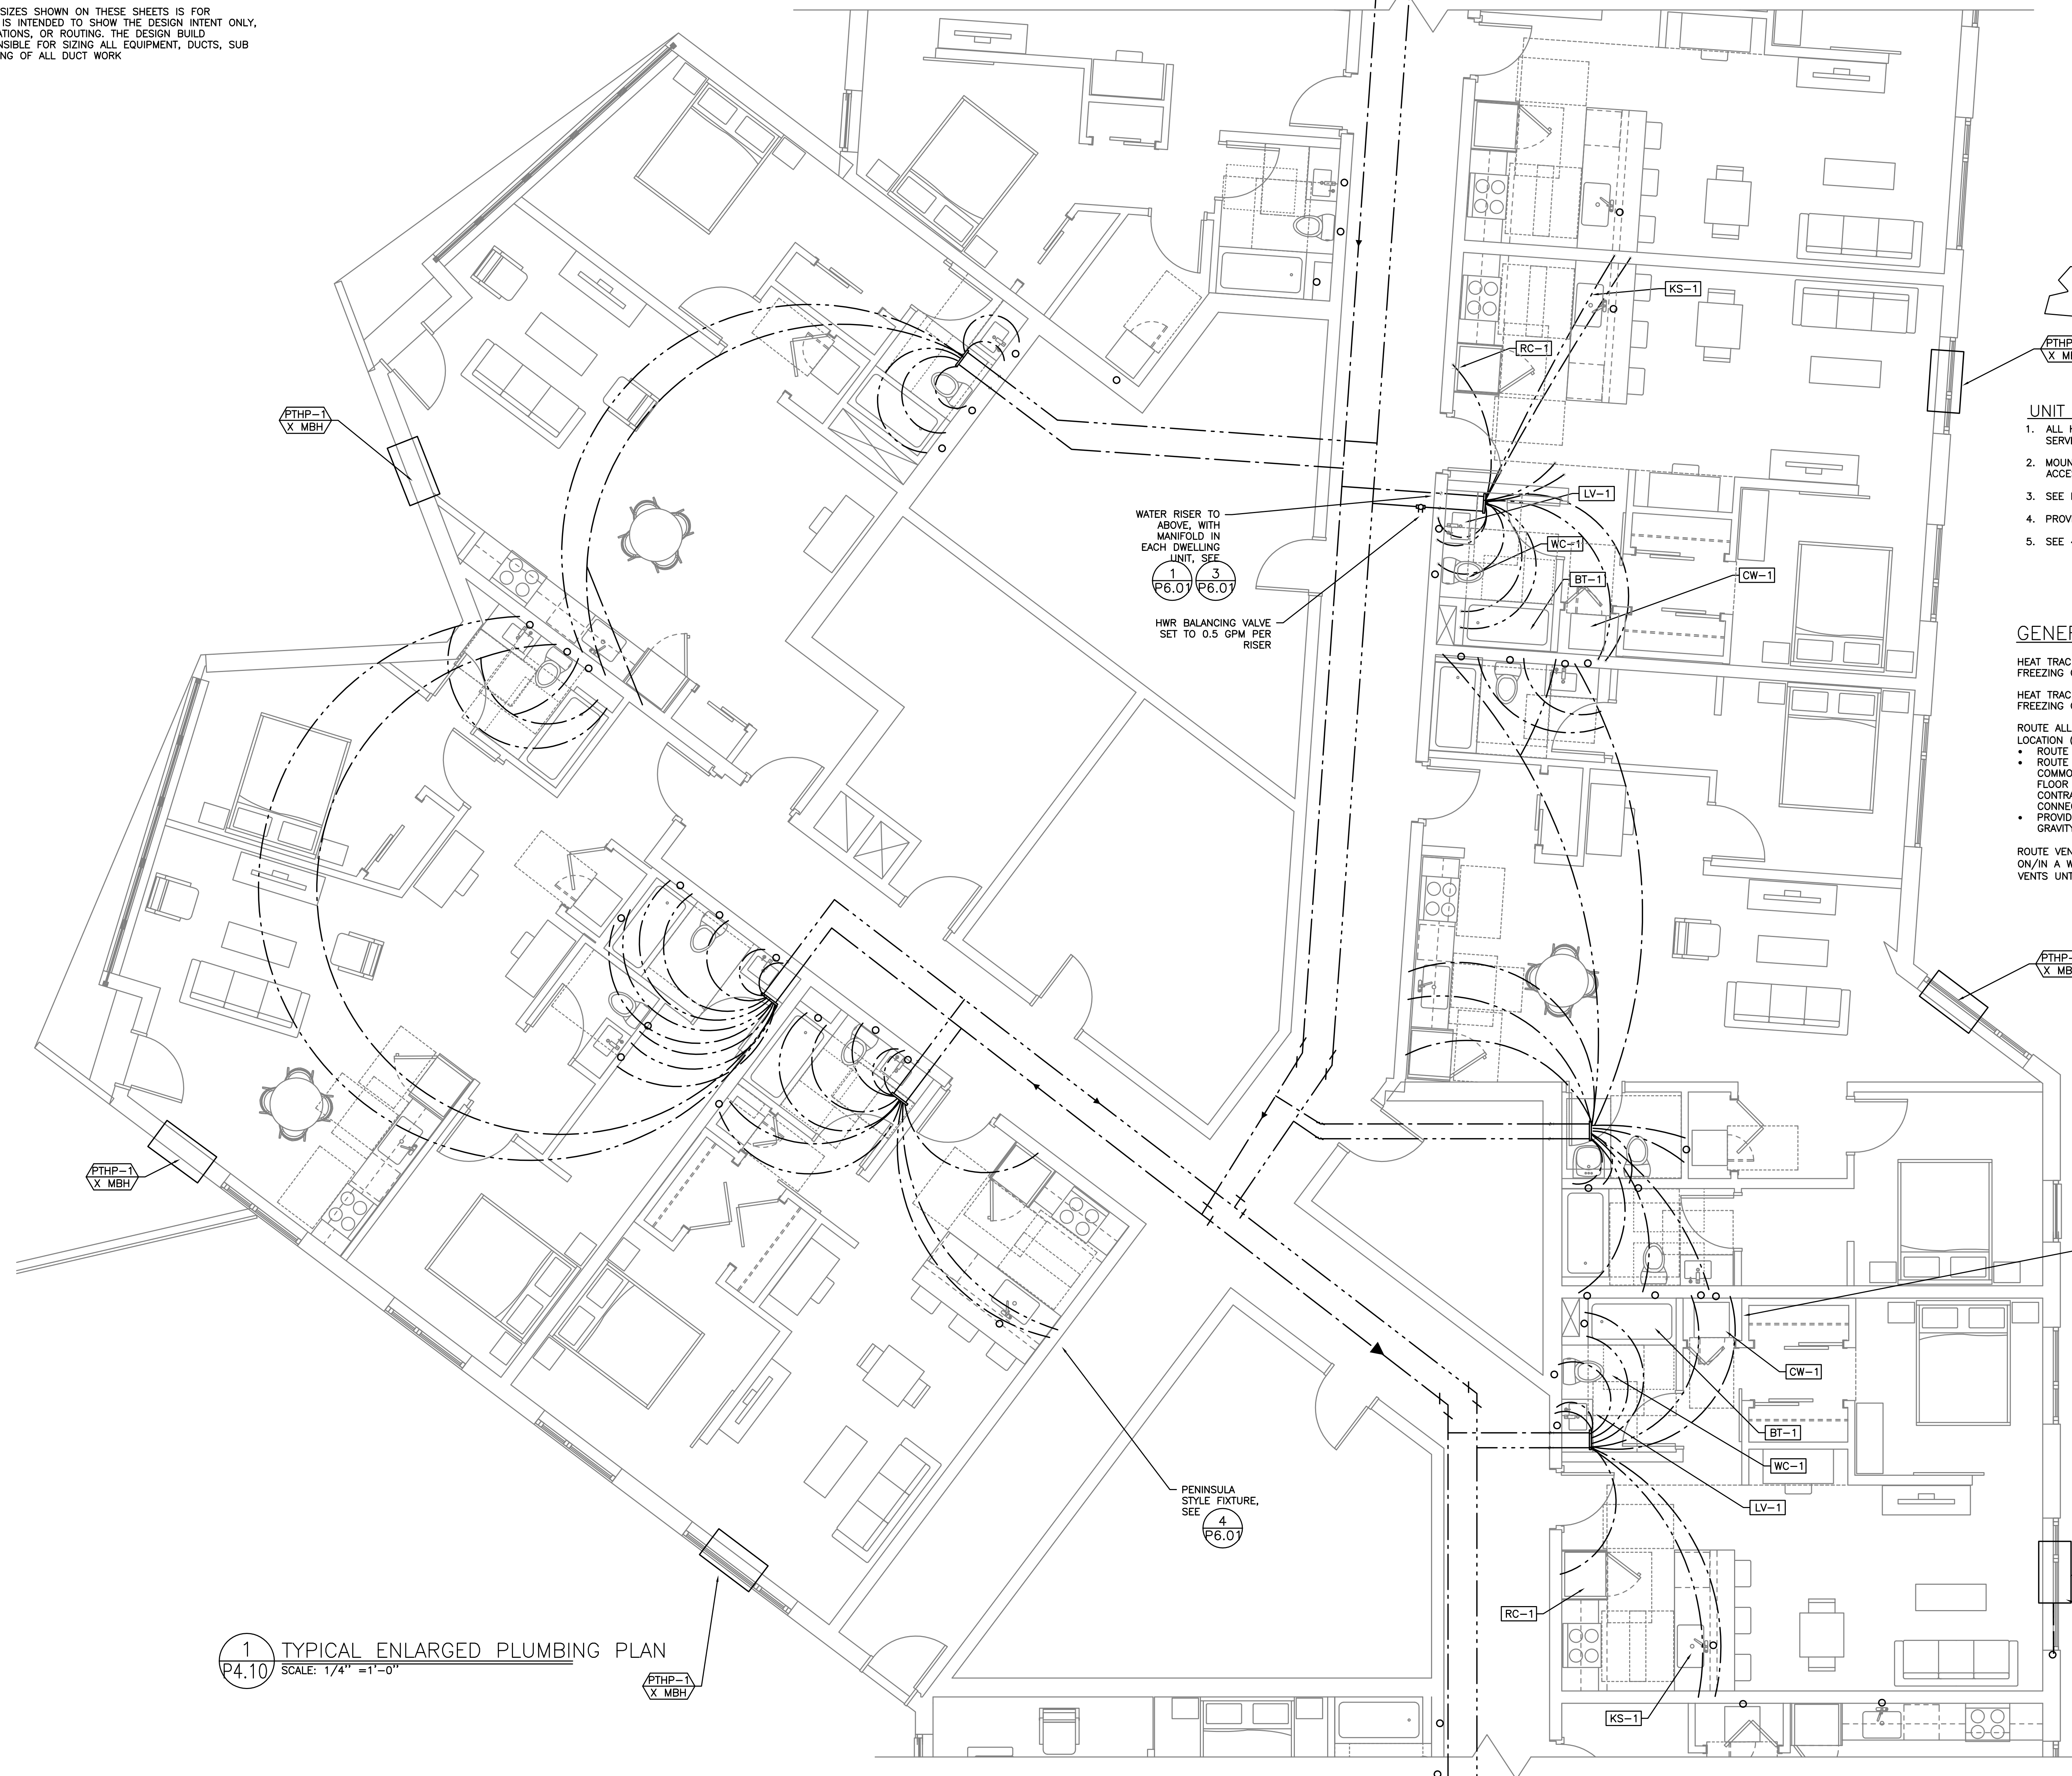 SIZES SHOWN ON THESE SHEETS IS FOR
IS INTENDED TO SHOW THE DESIGN INTENT ONLY,
ATIONS, OR ROUTING. THE DESIGN BUILD
NSIBLE FOR SIZING ALL EQUIPMENT, DUCTS, SUB
NG OF ALL DUCT WORK
KS-1
RC-1
PTHP
X M
PTHP-1
X MBH
UNIT
1. ALL H
SERV
2. MOUN
ACCE
3. SEE
4. PROV
5. SEE
LV-1
WATER RISER TO
ABOVE, WITH
MANIFOLD IN
EACH DWELLING
UNIT, SEE
1
P6.01
3
P6.01
WC-1
BT-1
CW-1
HWR BALANCING VALVE
SET TO 0.5 GPM PER
RISER
GENER
HEAT TRAC
FREEZING
HEAT TRAC
FREEZING
ROUTE ALL
LOCATION (
• ROUTE
• ROUTE
COMMO
FLOOR
CONTRA
CONNE
• PROVID
GRAVITY
ROUTE VEN
ON/IN A W
VENTS UNT
PTHP-
X MB
PTHP-1
X MBH
CW-1
BT-1
WC-1
LV-1
PENINSULA
STYLE FIXTURE,
SEE
4
P6.01
RC-1
KS-1
1
P4.10
TYPICAL ENLARGED PLUMBING PLAN
SCALE: 1/4" =1'-0"
PTHP-1
X MBH